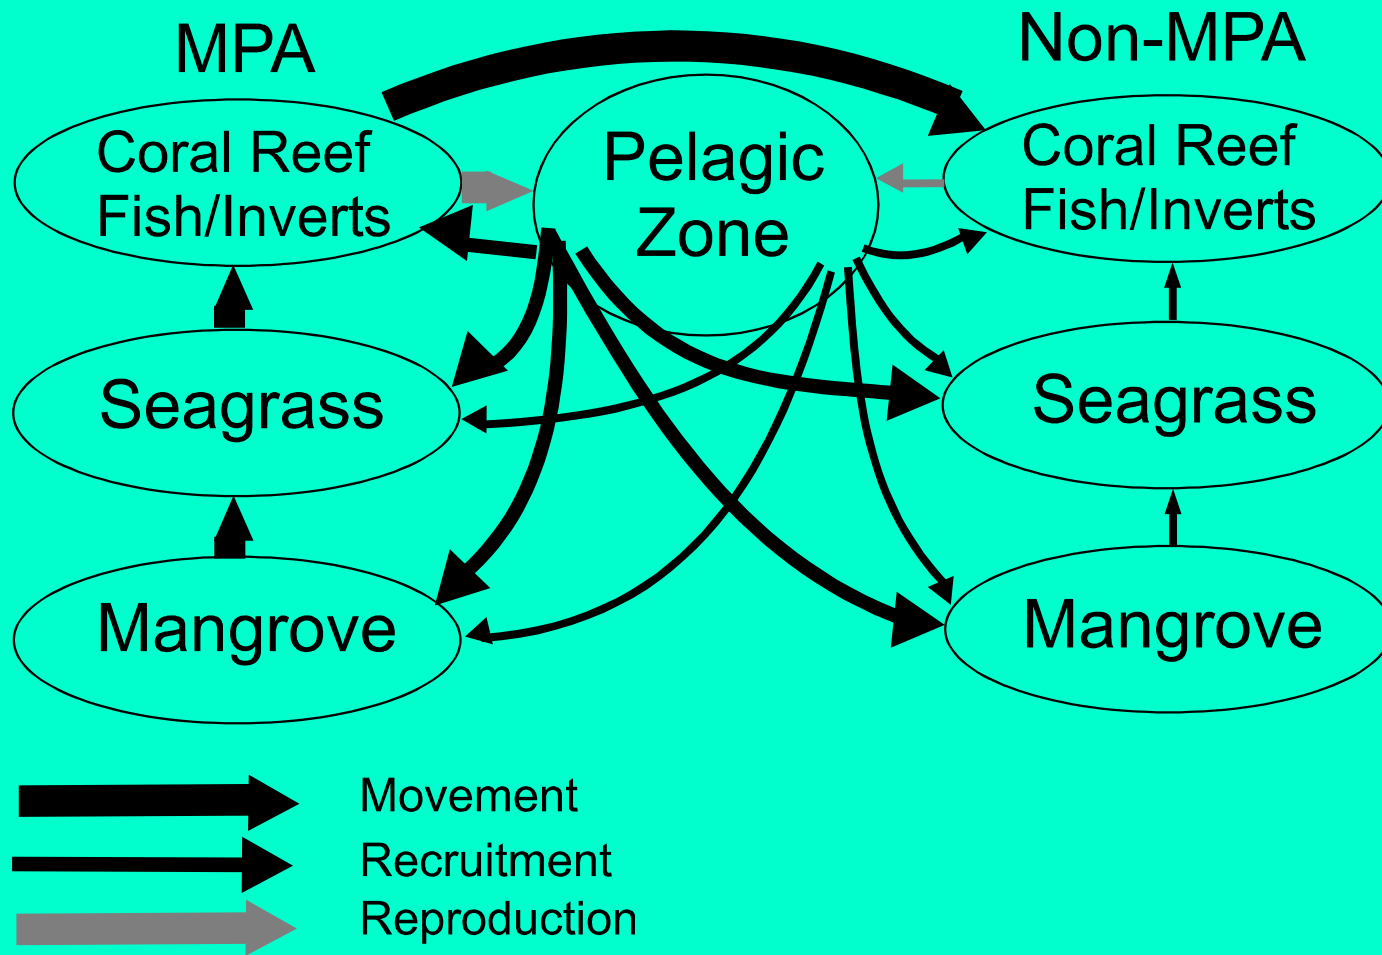 MPA
Non-MPA
Coral Reef
Fish/Inverts
Pelagic
Zone
Coral Reef
Fish/Inverts
Seagrass
Seagrass
Mangrove
Mangrove
Movement
Recruitment
Reproduction